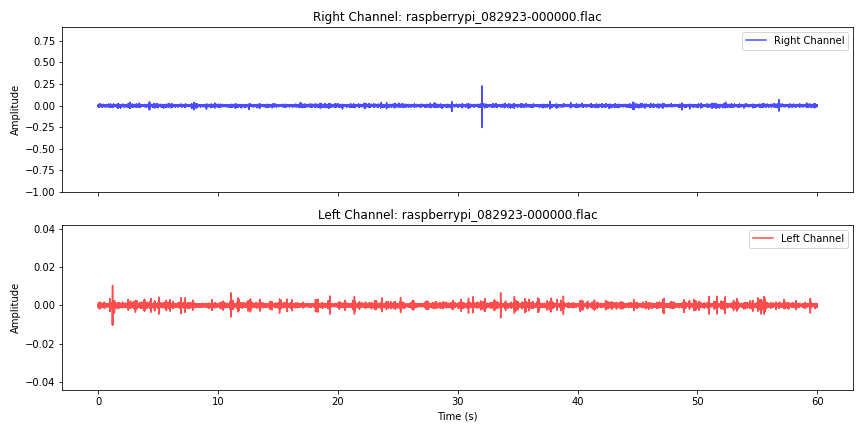 Right Channel: raspberrypi_082923-000000.flac
Right Channel
0.75
0.50
0.25
0.00
−0.25
−0.50
−0.75
−1.00
Amplitude
Left Channel: raspberrypi_082923-000000.flac
Left Channel
0.04
0.02
0.00
−0.02
−0.04
Amplitude
0 10 20 30 40 50 60
Time (s)